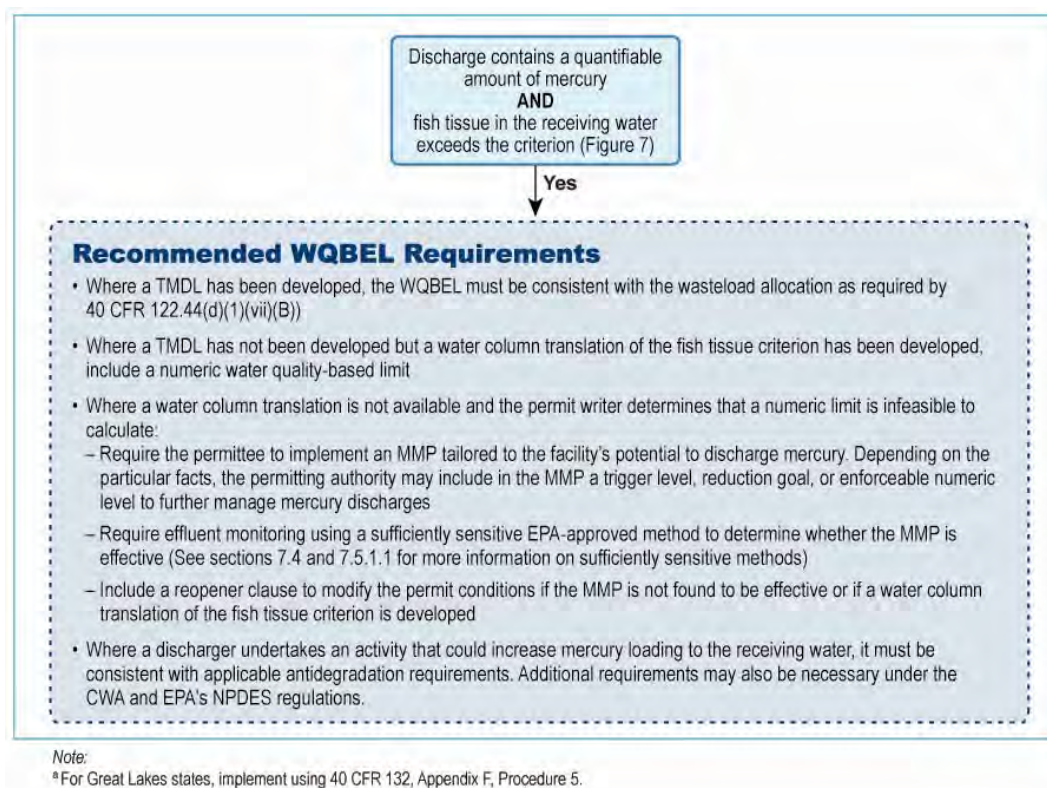 Discharge contains a quantifiable
amount of mercury
AND
fish tissue in the receiving water
exceeds the criterion (Figure 7)
Yes
Recommended WQBEL Requirements
• Where a TMDL has been developed, the WQBEL must be consistent with the wasteload allocation as required by
40 CFR 122.44(d)(1)(vii)(B))
• Where a TMDL has not been developed but a water column translation of the fish tissue criterion has been developed,
include a numeric water quality-based limit
• Where a water column translation is not available and the permit writer determines that a numeric limit is infeasible to
calculate:
– Require the permittee to implement an MMP tailored to the facility's potential to discharge mercury. Depending on the
particular facts, the permitting authority may include in the MMP a trigger level, reduction goal, or enforceable numeric
level to further manage mercury discharges
– Require effluent monitoring using a sufficiently sensitive EPA-approved method to determine whether the MMP is
effective (See sections 7.4 and 7.5.1.1 for more information on sufficiently sensitive methods)
– Include a reopener clause to modify the permit conditions if the MMP is not found to be effective or if a water column
translation of the fish tissue criterion is developed
• Where a discharger undertakes an activity that could increase mercury loading to the receiving water, it must be
consistent with applicable antidegradation requirements. Additional requirements may also be necessary under the
CWA and EPA's NPDES regulations.
Note:
a For Great Lakes states, implement using 40 CFR 132, Appendix F, Procedure 5.